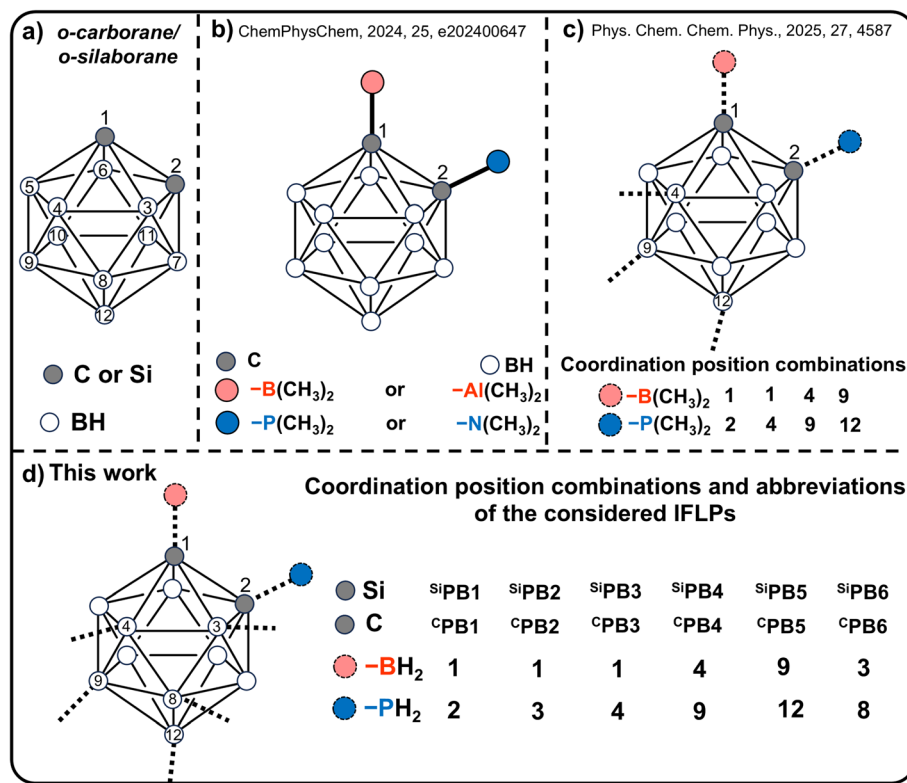 a)
o-carborane/
o-silaborane
1
2
6
5
4
3
10
11
9
7
8
12
C or Si
BH
b)
ChemPhysChem, 2024, 25, e202400647
1
2
C
BH
−B(CH₃)₂ or −Al(CH₃)₂
−P(CH₃)₂ or −N(CH₃)₂
c)
Phys. Chem. Chem. Phys., 2025, 27, 4587
1
2
4
9
12
Coordination position combinations:
−B(CH₃)₂ 1 1 4 9
−P(CH₃)₂ 2 4 9 12
d) This work
1
2
4
3
9
8
12
Coordination position combinations and abbreviations
of the considered IFLPs
Si ˢⁱPB1 ˢⁱPB2 ˢⁱPB3 ˢⁱPB4 ˢⁱPB5 ˢⁱPB6
C ᶜPB1 ᶜPB2 ᶜPB3 ᶜPB4 ᶜPB5 ᶜPB6
−BH₂ 1 1 1 4 9 3
−PH₂ 2 3 4 9 12 8